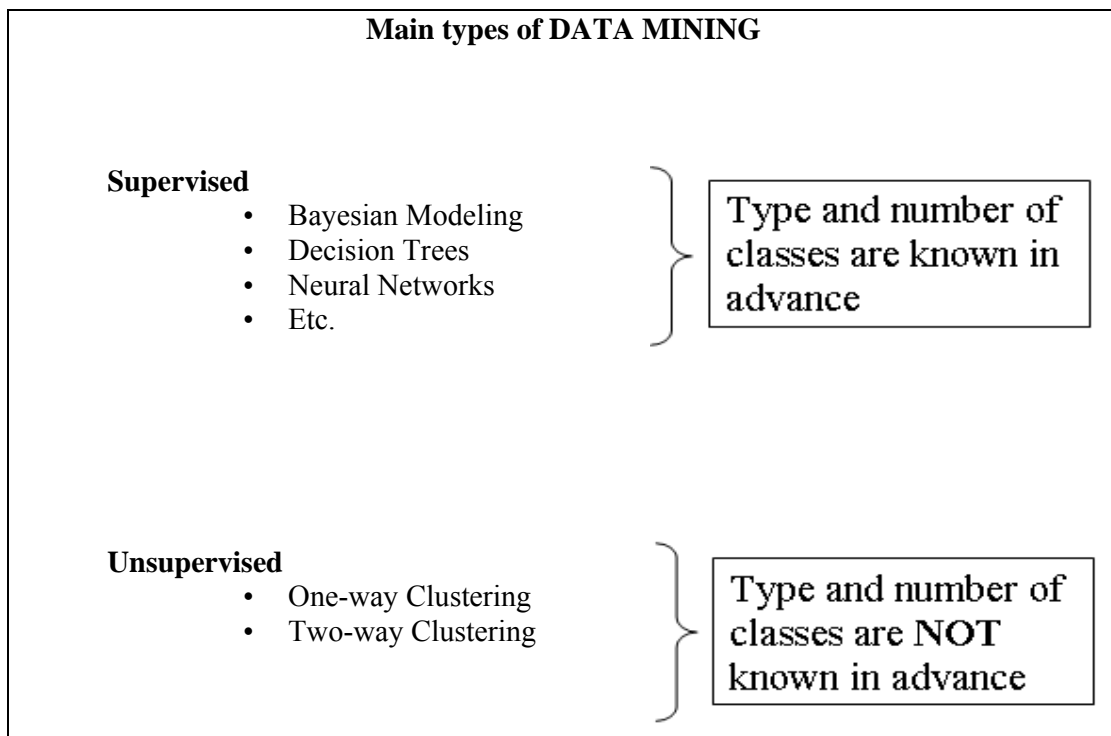 Main types of DATA MINING
Supervised
• Bayesian Modeling
• Decision Trees
• Neural Networks
• Etc.
Type and number of
classes are known in
advance
Unsupervised
• One-way Clustering
• Two-way Clustering
Type and number of
classes are NOT
known in advance